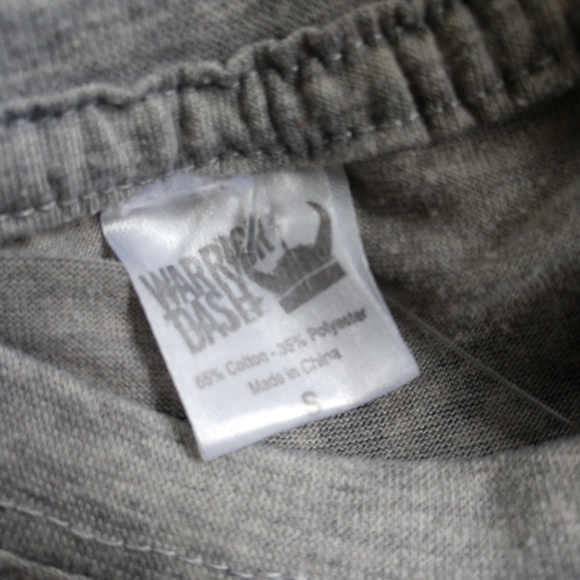 WARRIOR
DASH
65% Cotton - 35% Polyester
Made in China
S